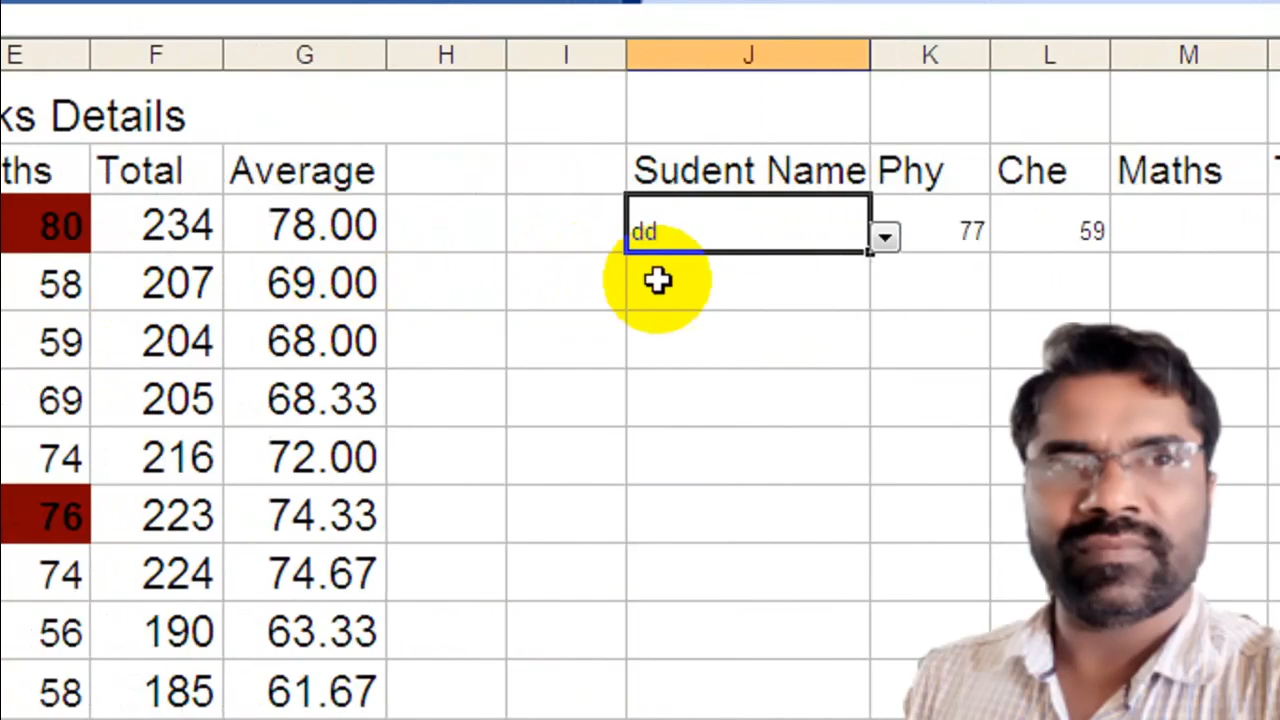 E F G H I J K L M
ks Details
ths Total Average Sudent Name Phy Che Maths
80 234 78.00 dd 77 59
58 207 69.00
59 204 68.00
69 205 68.33
74 216 72.00
76 223 74.33
74 224 74.67
56 190 63.33
58 185 61.67